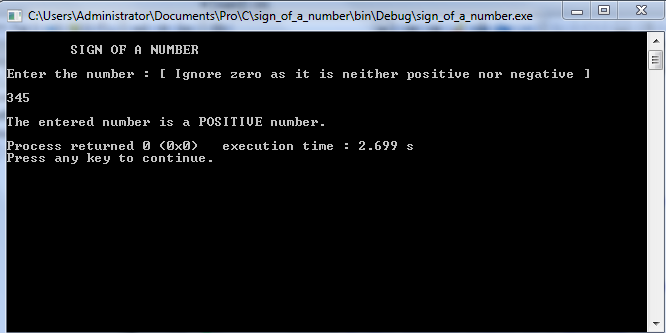 C:\Users\Administrator\Documents\Pro\C\sign_of_a_number\bin\Debug\sign_of_a_number.exe
SIGN OF A NUMBER
Enter the number : [ Ignore zero as it is neither positive nor negative ]
345
The entered number is a POSITIVE number.
Process returned 0 (0x0)   execution time : 2.699 s
Press any key to continue.